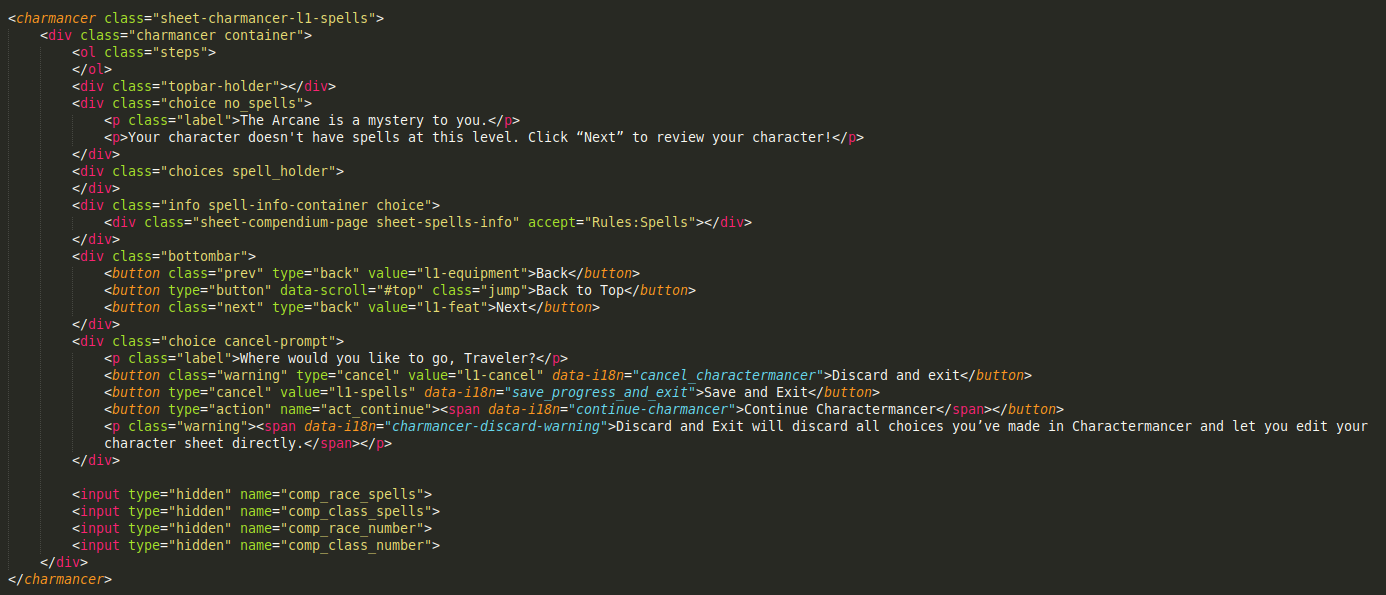 <charmancer class="sheet-charmancer-l1-spells">
    <div class="charmancer container">
        <ol class="steps">
        </ol>
        <div class="topbar-holder"></div>
        <div class="choice no_spells">
            <p class="label">The Arcane is a mystery to you.</p>
            <p>Your character doesn't have spells at this level. Click “Next” to review your character!</p>
        </div>
        <div class="choices spell_holder">
        </div>
        <div class="info spell-info-container choice">
            <div class="sheet-compendium-page sheet-spells-info" accept="Rules:Spells"></div>
        </div>
        <div class="bottombar">
            <button class="prev" type="back" value="l1-equipment">Back</button>
            <button type="button" data-scroll="#top" class="jump">Back to Top</button>
            <button class="next" type="back" value="l1-feat">Next</button>
        </div>
        <div class="choice cancel-prompt">
            <p class="label">Where would you like to go, Traveler?</p>
            <button class="warning" type="cancel" value="l1-cancel" data-i18n="cancel_charactermancer">Discard and exit</button>
            <button type="cancel" value="l1-spells" data-i18n="save_progress_and_exit">Save and Exit</button>
            <button type="action" name="act_continue"><span data-i18n="continue-charmancer">Continue Charactermancer</span></button>
            <p class="warning"><span data-i18n="charmancer-discard-warning">Discard and Exit will discard all choices you’ve made in Charactermancer and let you edit your
            character sheet directly.</span></p>
        </div>

        <input type="hidden" name="comp_race_spells">
        <input type="hidden" name="comp_class_spells">
        <input type="hidden" name="comp_race_number">
        <input type="hidden" name="comp_class_number">
    </div>
</charmancer>